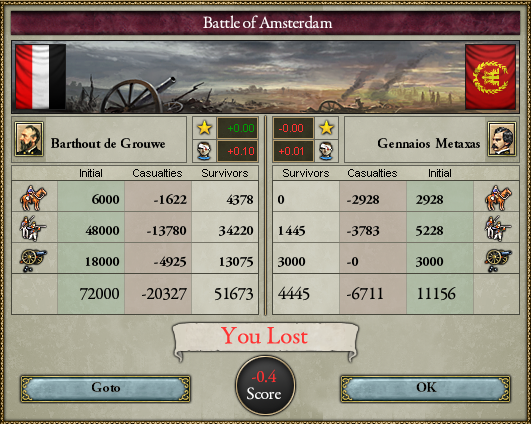 Battle of Amsterdam
Barthout de Grouwe
+0.00
+0.10
-0.00
+0.01
Gennaios Metaxas
Initial Casualties Survivors Survivors Casualties Initial
6000 -1622 4378 0 -2928 2928
48000 -13780 34220 1445 -3783 5228
18000 -4925 13075 3000 -0 3000
72000 -20327 51673 4445 -6711 11156
You Lost
-0.4
Score
Goto
OK